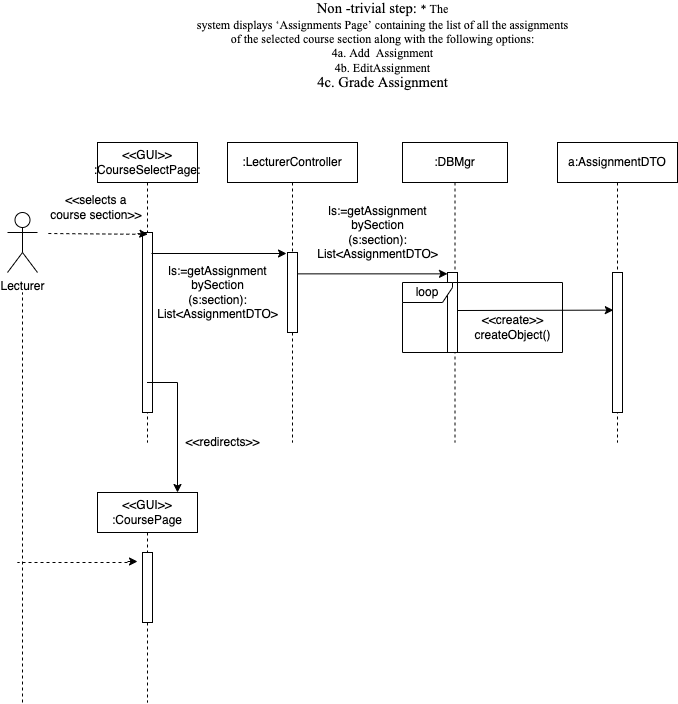 Non -trivial step: * The
system displays ‘Assignments Page’ containing the list of all the assignments
of the selected course section along with the following options:
4a. Add  Assignment
4b. EditAssignment
4c. Grade Assignment
<<GUI>>
:CourseSelectPage:
:LecturerController
:DBMgr
a:AssignmentDTO
<<selects a
course section>>
Lecturer
ls:=getAssignment
bySection
(s:section):
List<AssignmentDTO>
ls:=getAssignment
bySection
(s:section):
List<AssignmentDTO>
loop
<<create>>
createObject()
<<redirects>>
<<GUI>>
:CoursePage